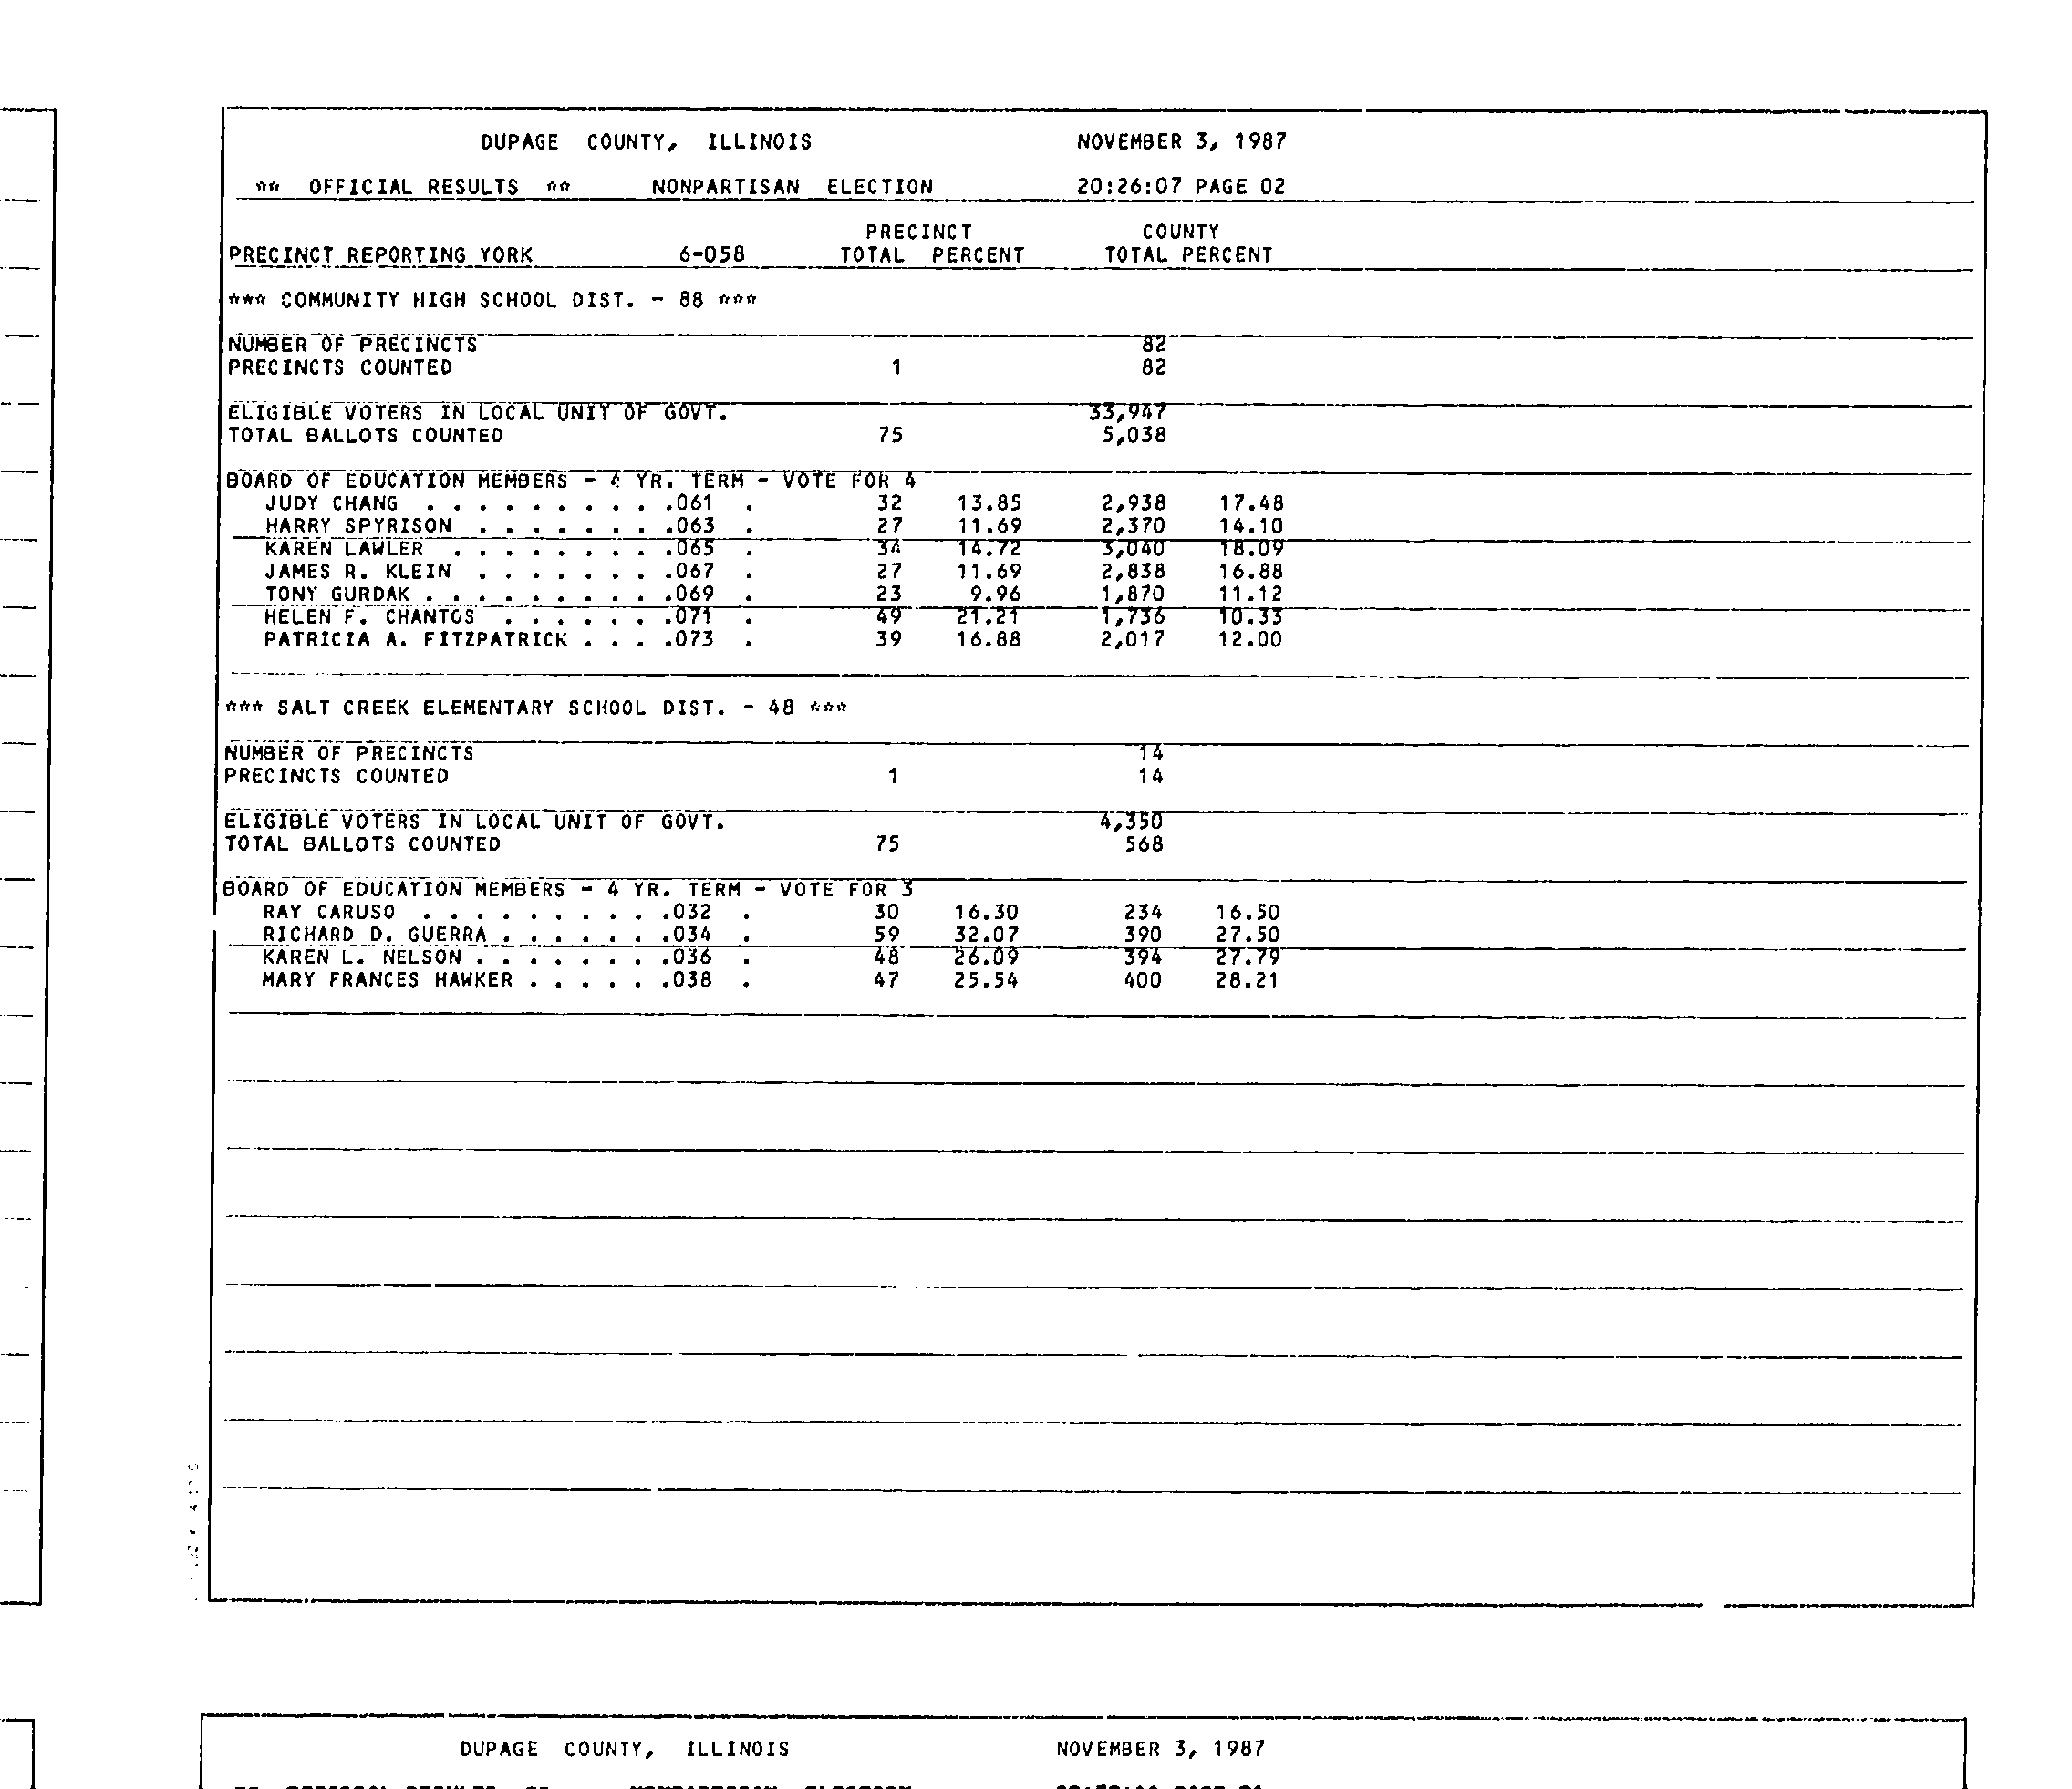 DUPAGE COUNTY, ILLINOIS NOVEMBER 3, 1987
** OFFICIAL RESULTS ** NONPARTISAN ELECTION 20:26:07 PAGE 02
PRECINCT COUNTY
PRECINCT REPORTING YORK 6-058 TOTAL PERCENT TOTAL PERCENT
*** COMMUNITY HIGH SCHOOL DIST. - 88 ***
NUMBER OF PRECINCTS 82
PRECINCTS COUNTED 1 82
ELIGIBLE VOTERS IN LOCAL UNIT OF GOVT. 33,947
TOTAL BALLOTS COUNTED 75 5,038
BOARD OF EDUCATION MEMBERS - 4 YR. TERM - VOTE FOR 4
JUDY CHANG . . . . . . . . . .061 . 32 13.85 2,938 17.48
HARRY SPYRISON . . . . . . . .063 . 27 11.69 2,370 14.10
KAREN LAWLER . . . . . . . . .065 . 34 14.72 3,040 18.09
JAMES R. KLEIN . . . . . . . .067 . 27 11.69 2,838 16.88
TONY GURDAK . . . . . . . . . .069 . 23 9.96 1,870 11.12
HELEN F. CHANTOS . . . . . . .071 . 49 21.21 1,736 10.33
PATRICIA A. FITZPATRICK . . . .073 . 39 16.88 2,017 12.00
*** SALT CREEK ELEMENTARY SCHOOL DIST. - 48 ***
NUMBER OF PRECINCTS 14
PRECINCTS COUNTED 1 14
ELIGIBLE VOTERS IN LOCAL UNIT OF GOVT. 4,350
TOTAL BALLOTS COUNTED 75 568
BOARD OF EDUCATION MEMBERS - 4 YR. TERM - VOTE FOR 3
RAY CARUSO . . . . . . . . . .032 . 30 16.30 234 16.50
RICHARD D. GUERRA . . . . . . .034 . 59 32.07 390 27.50
KAREN L. NELSON . . . . . . . .036 . 48 26.09 394 27.79
MARY FRANCES HAWKER . . . . . .038 . 47 25.54 400 28.21
DUPAGE COUNTY, ILLINOIS NOVEMBER 3, 1987